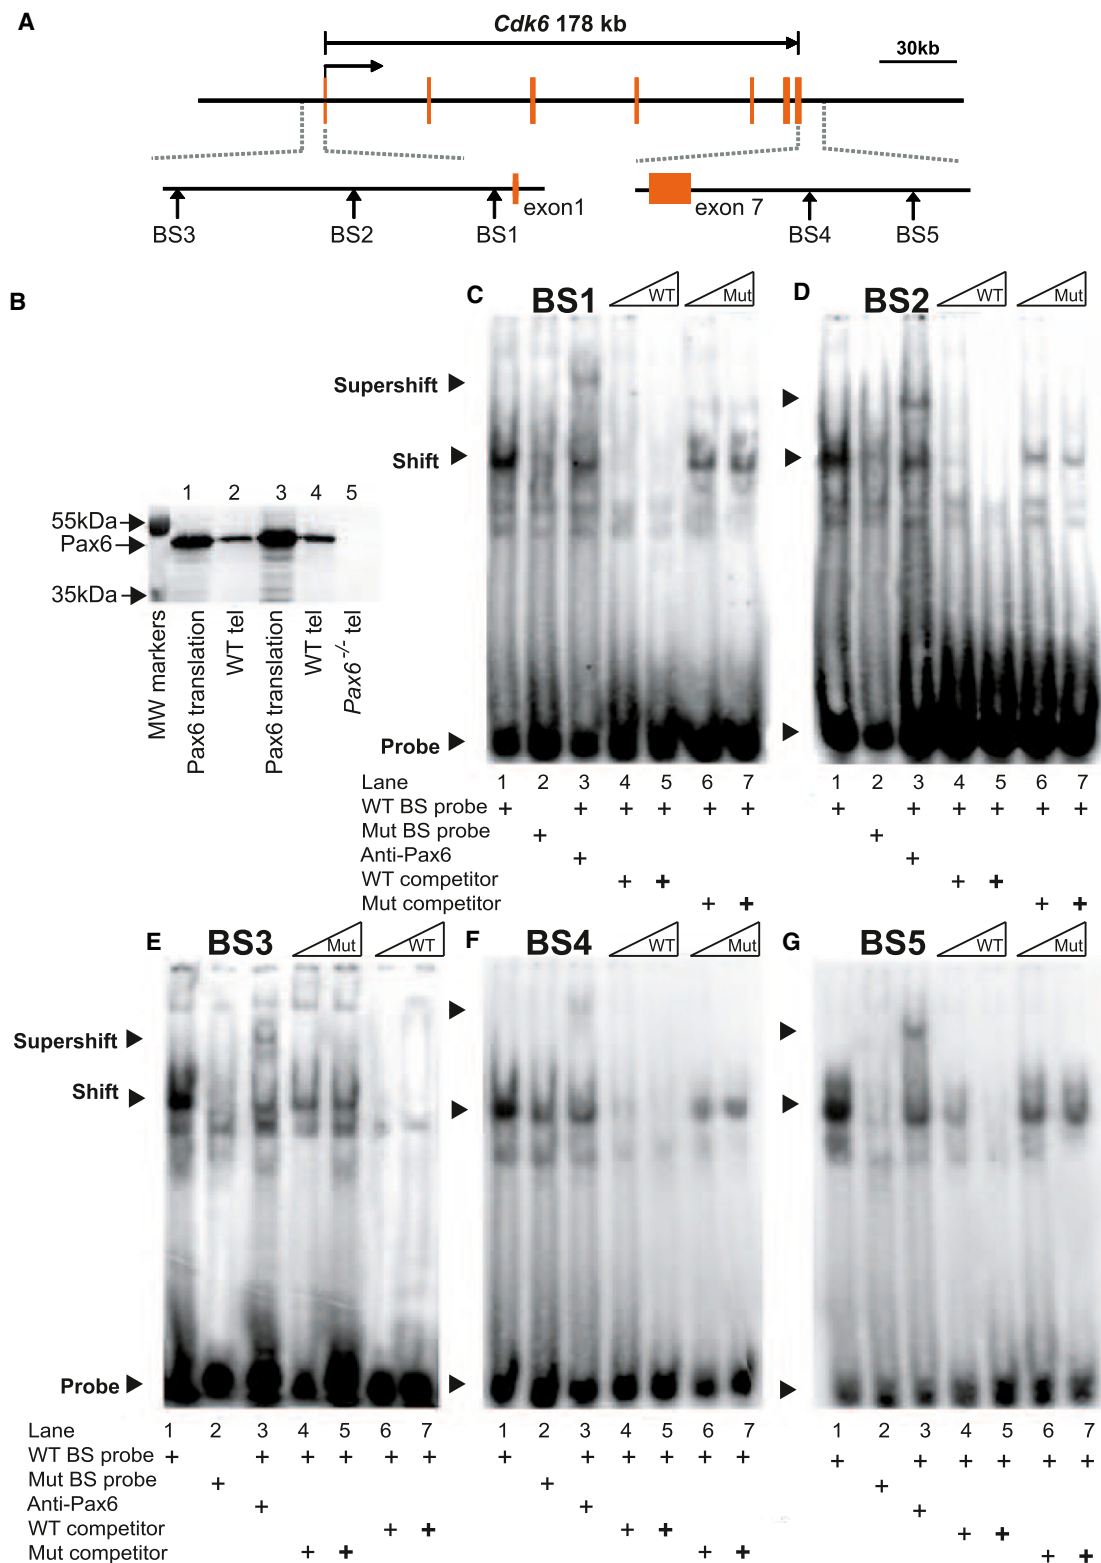 A
Cdk6 178 kb
30kb
exon1
exon 7
BS3
BS2
BS1
BS4
BS5
B
1 2 3 4 5
55kDa
Pax6
35kDa
MW markers
Pax6 translation
WT tel
Pax6 translation
WT tel
Pax6-/- tel
C
BS1
WT
Mut
D
BS2
WT
Mut
Supershift
Shift
Probe
Lane 1 2 3 4 5 6 7 1 2 3 4 5 6 7
WT BS probe + + + + + + + + + + + +
Mut BS probe + +
Anti-Pax6 + +
WT competitor + + + +
Mut competitor + + + +
E
BS3
Mut
WT
F
BS4
WT
Mut
G
BS5
WT
Mut
Supershift
Shift
Probe
Lane 1 2 3 4 5 6 7 1 2 3 4 5 6 7 1 2 3 4 5 6 7
WT BS probe + + + + + + + + + + + + + + + + + +
Mut BS probe + + +
Anti-Pax6 + + +
WT competitor + + + + + +
Mut competitor + + + + + +